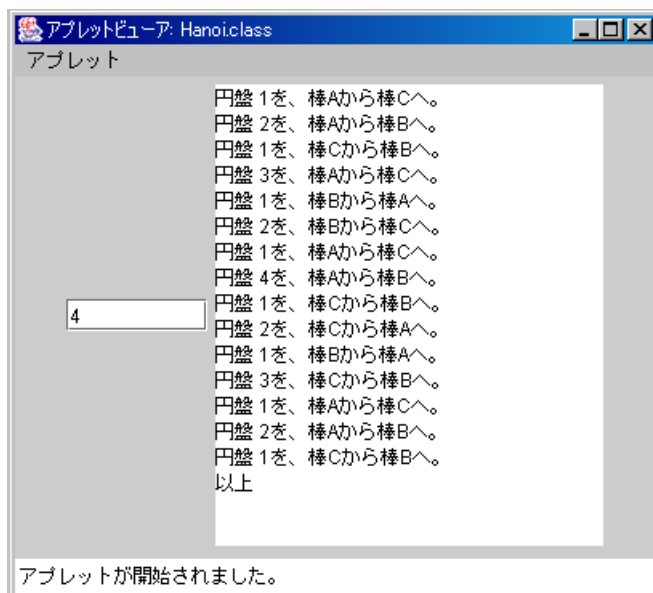 アプレットビューア: Hanoi.class
アプレット
円盤 1を、棒Aから棒Cへ。
円盤 2を、棒Aから棒Bへ。
円盤 1を、棒Cから棒Bへ。
円盤 3を、棒Aから棒Cへ。
円盤 1を、棒Bから棒Aへ。
円盤 2を、棒Bから棒Cへ。
円盤 1を、棒Aから棒Cへ。
円盤 4を、棒Aから棒Bへ。
円盤 1を、棒Cから棒Bへ。
4
円盤 2を、棒Cから棒Aへ。
円盤 1を、棒Bから棒Aへ。
円盤 3を、棒Cから棒Bへ。
円盤 1を、棒Aから棒Cへ。
円盤 2を、棒Aから棒Bへ。
円盤 1を、棒Cから棒Bへ。
以上
アプレットが開始されました。